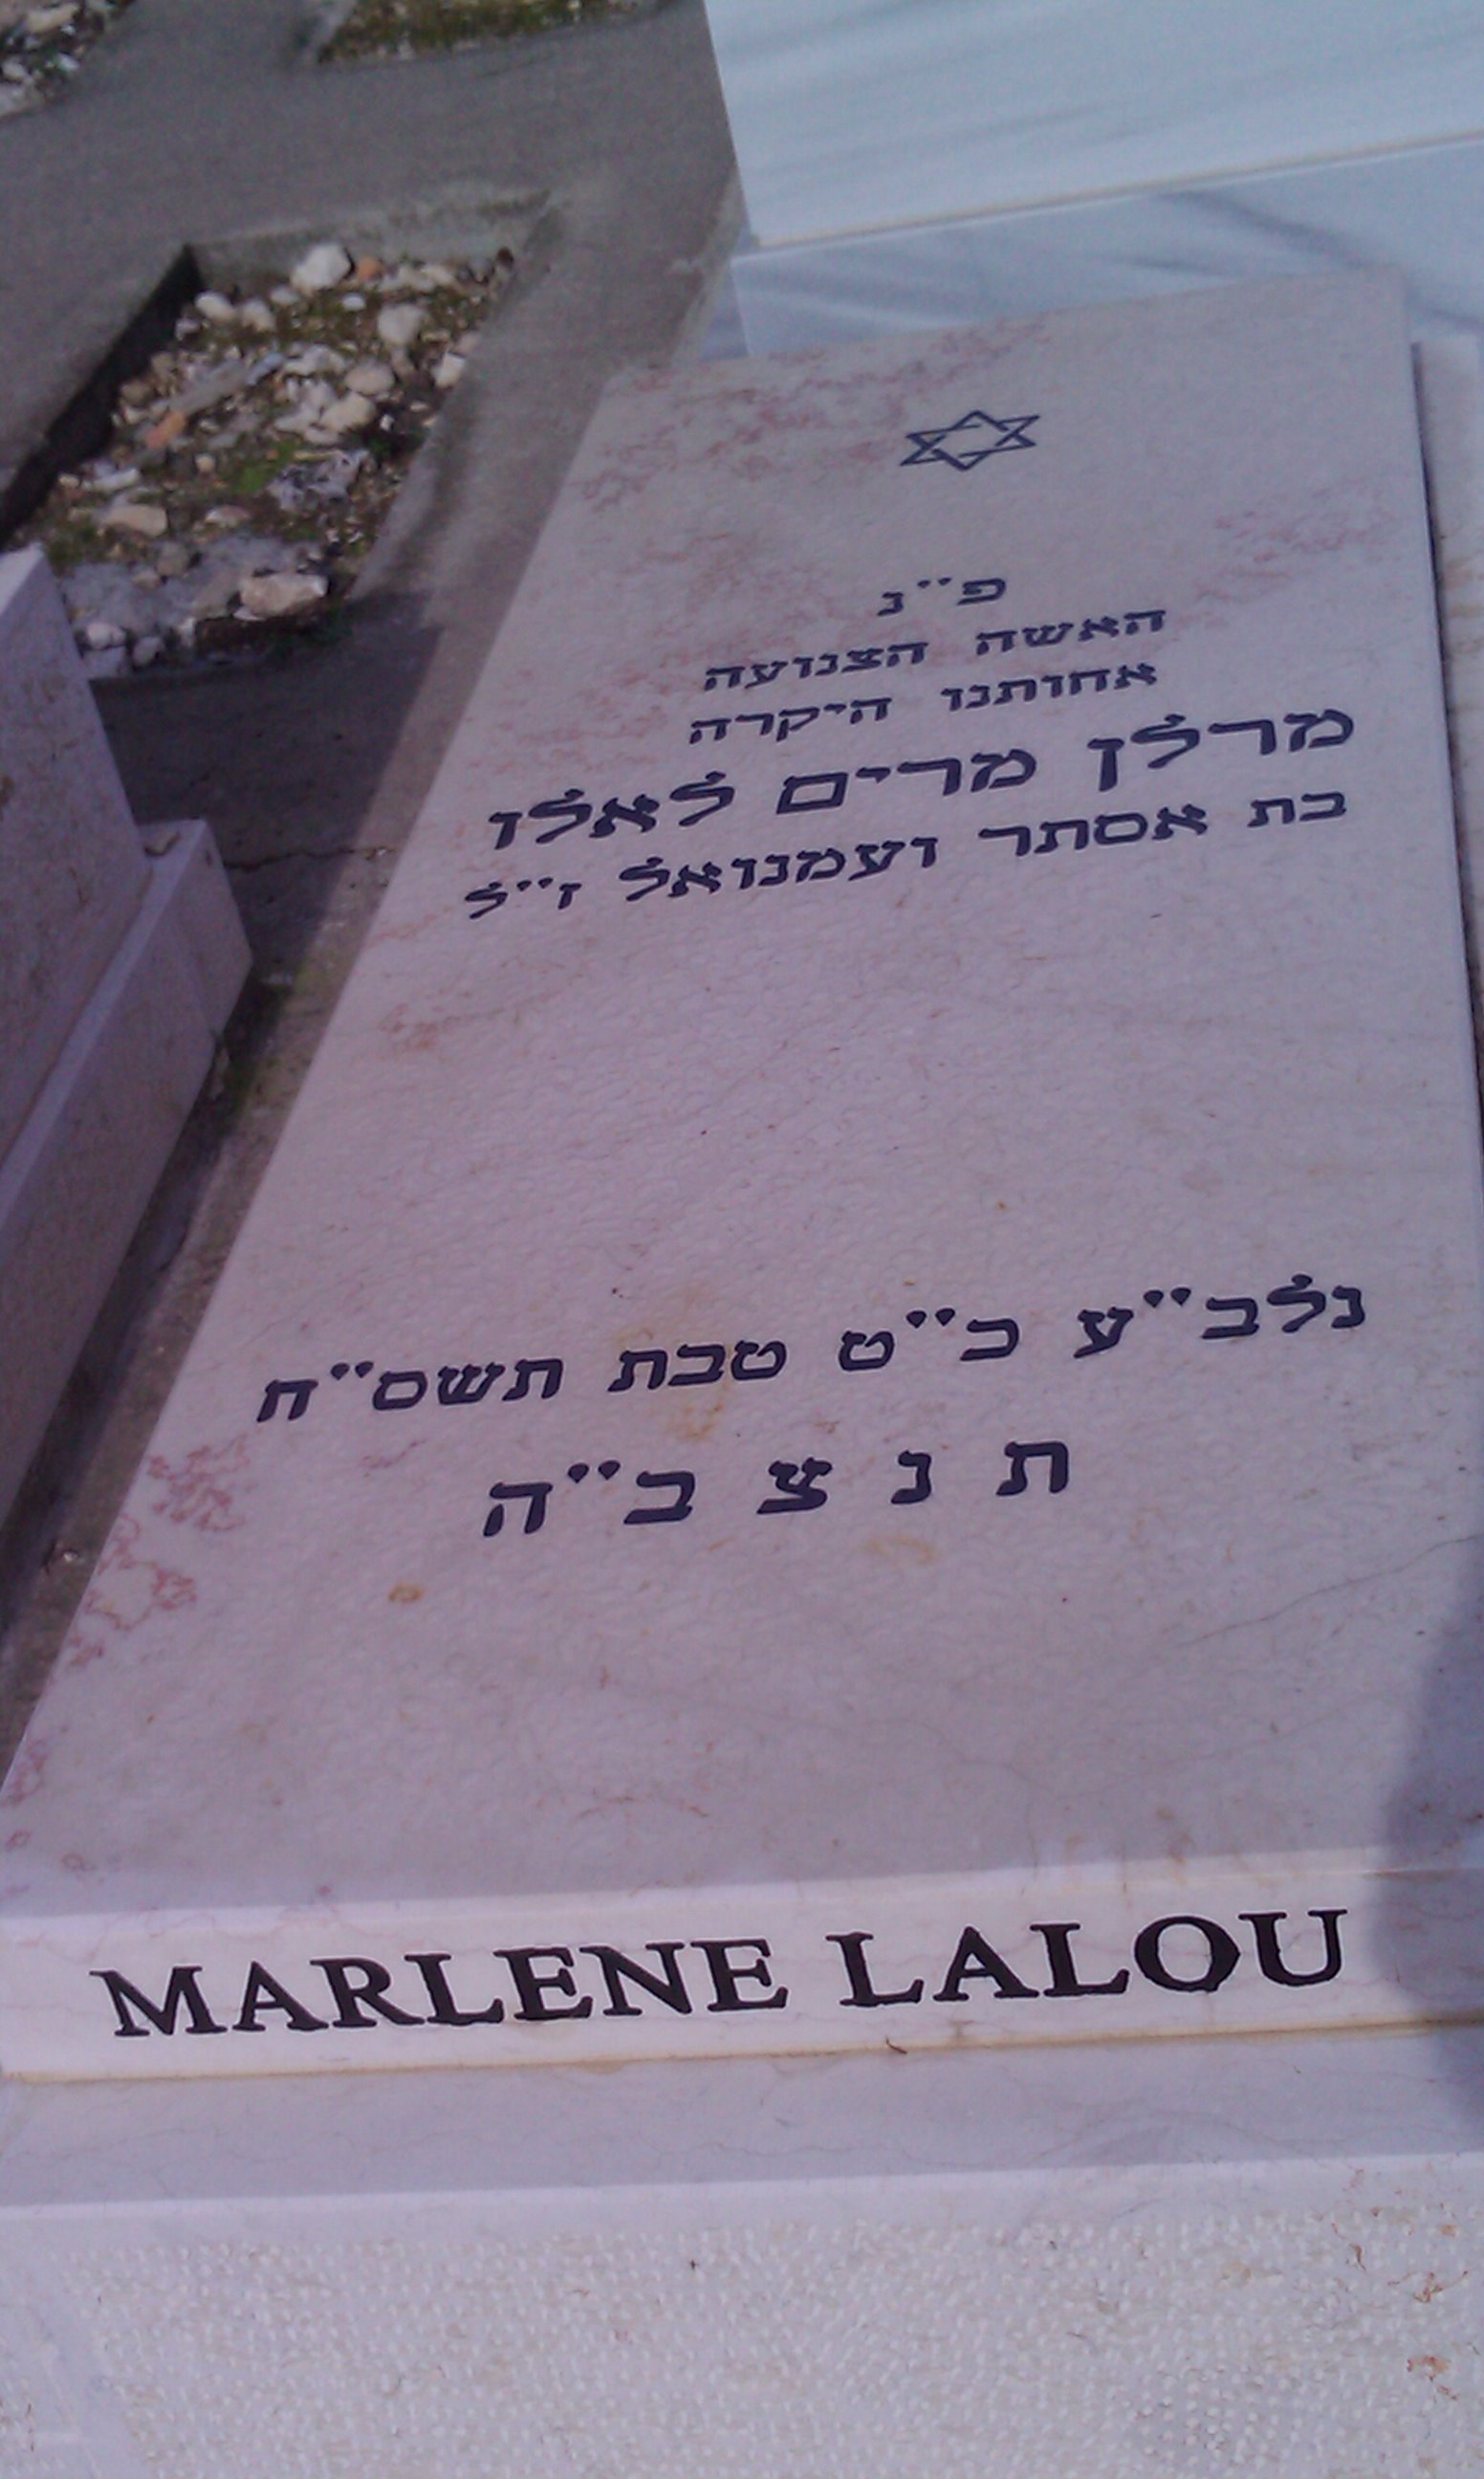 פ"נ
האשה הצנועה
אחותנו היקרה
מרלן מרים לאלו
בת אסתר ועמנואל ז"ל
נלב"ע כ"ט טבת תשס"ח
ת נ צ ב"ה
MARLENE LALOU